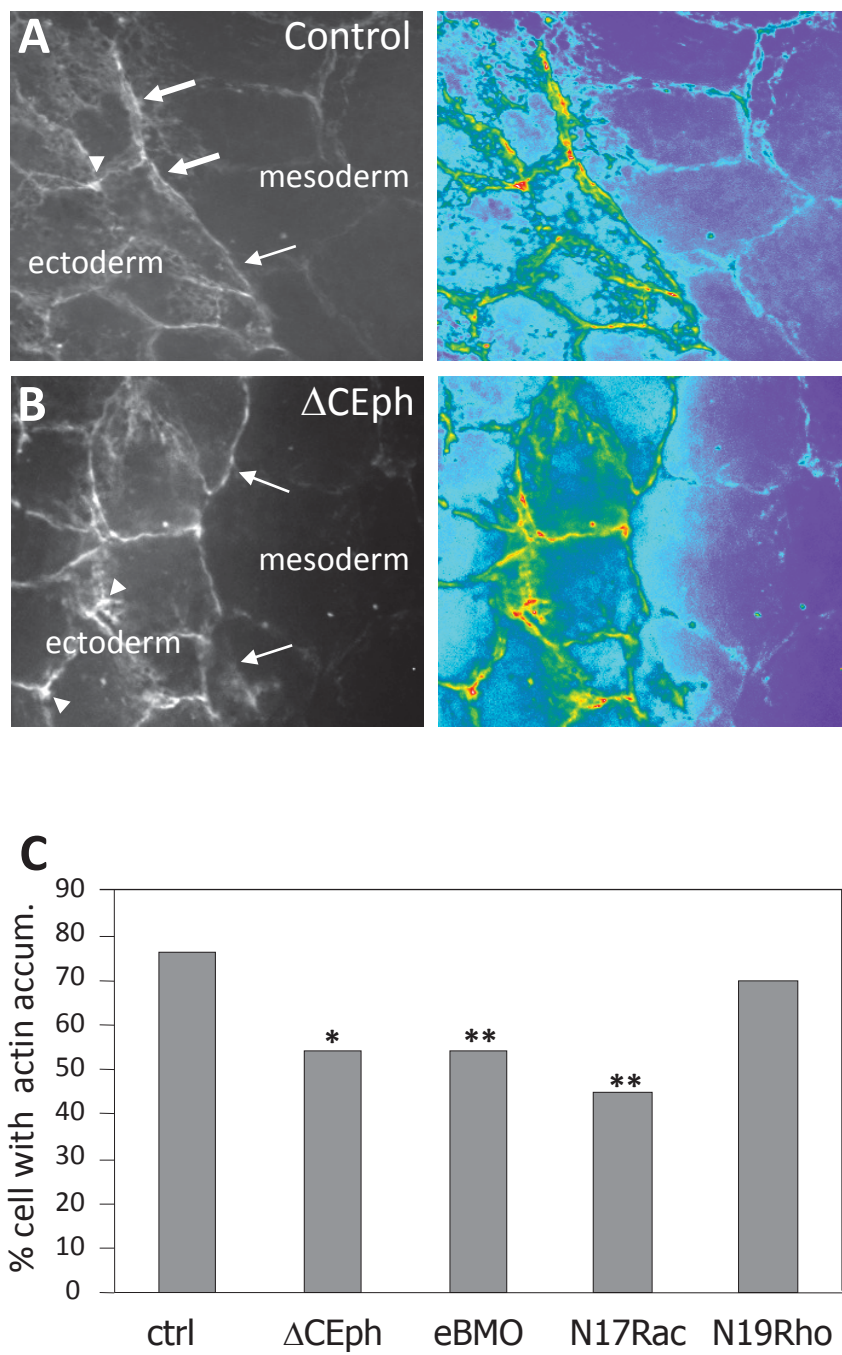 A
Control
mesoderm
ectoderm
B
ΔCEph
mesoderm
ectoderm
C
% cell with actin accum.
90
80
70
60
50
40
30
20
10
0
*
**
**
ctrl
ΔCEph
eBMO
N17Rac
N19Rho